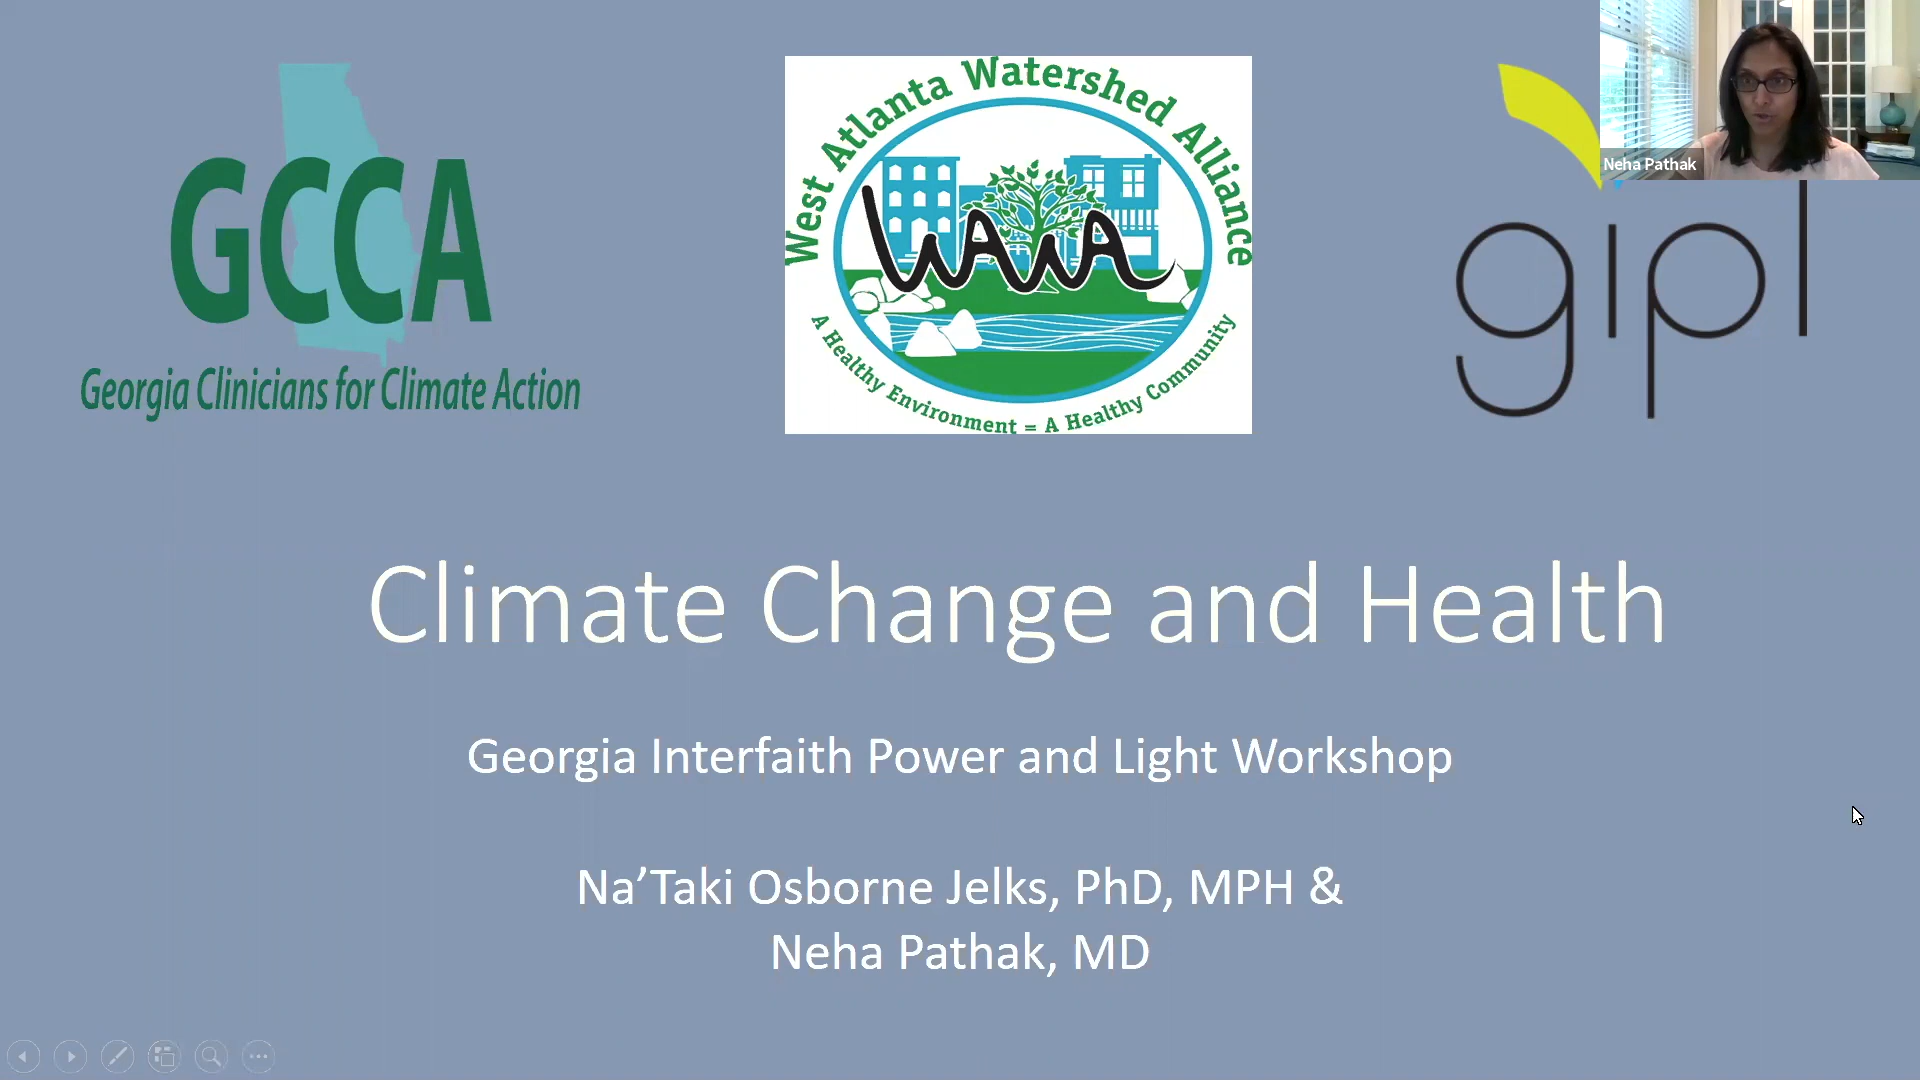 GCCA
Georgia Clinicians for Climate Action
West Atlanta Watershed Alliance
WAWA
A Healthy Environment = A Healthy Community
gipl
Neha Pathak
Climate Change and Health
Georgia Interfaith Power and Light Workshop
Na’Taki Osborne Jelks, PhD, MPH &
Neha Pathak, MD